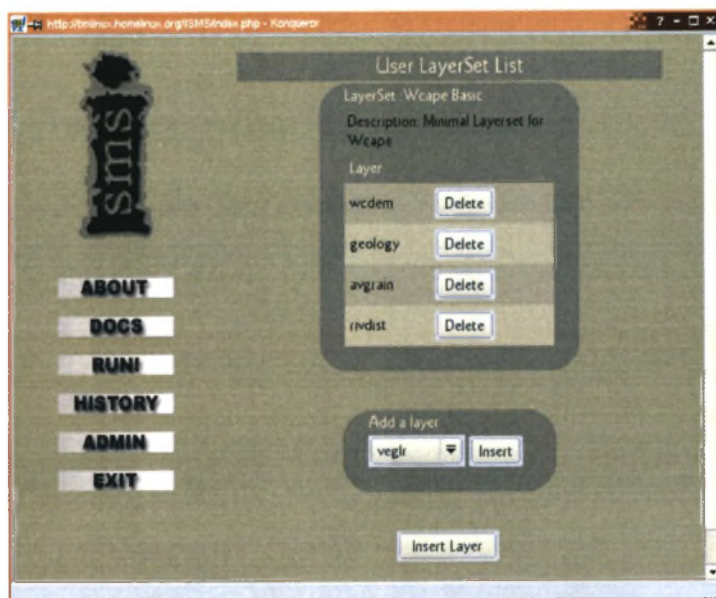 http://tmlinux.homelinux.org/ISMS/index.php - Konqueror
sms
ABOUT
DOCS
RUN!
HISTORY
ADMIN
EXIT
User LayerSet List
LayerSet :Wcape Basic
Description: Minimal Layerset for
Wcape
Layer
wcdem Delete
geology Delete
avgrain Delete
rivdist Delete
Add a layer
veglr Insert
Insert Layer